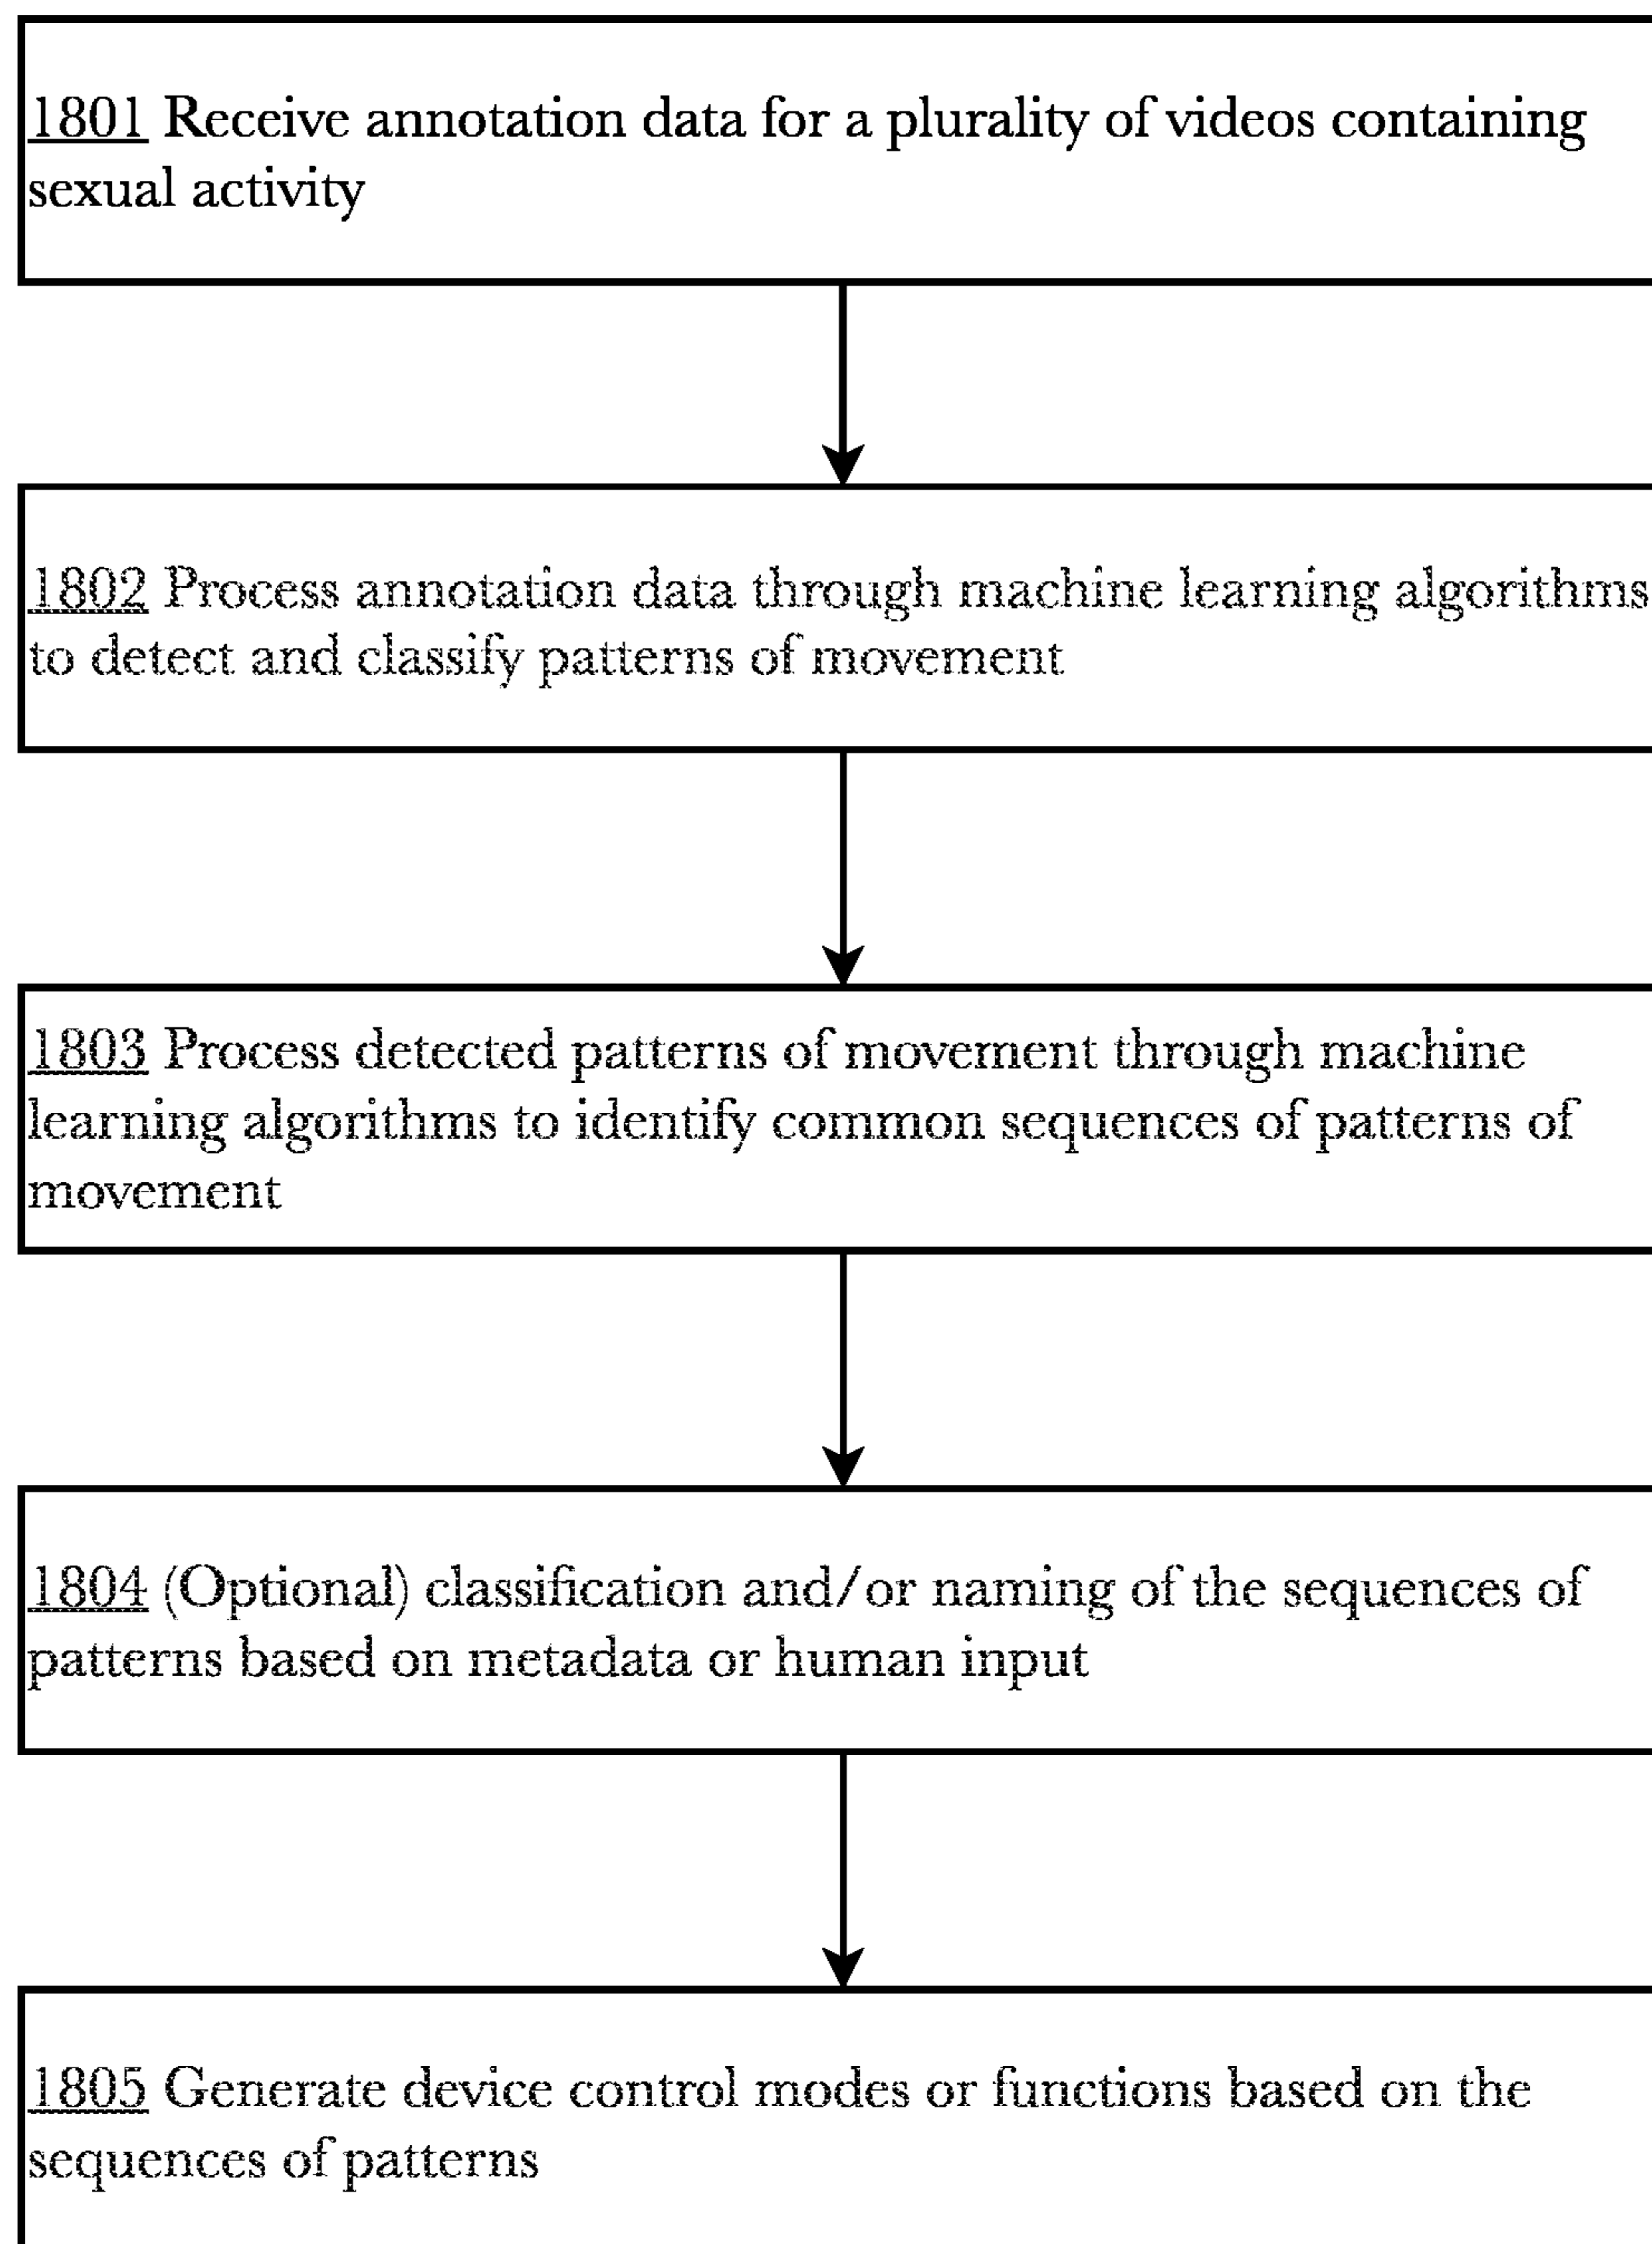 1801 Receive annotation data for a plurality of videos containing
sexual activity
1802 Process annotation data through machine learning algorithms
to detect and classify patterns of movement
1803 Process detected patterns of movement through machine
learning algorithms to identify common sequences of patterns of
movement
1804 (Optional) classification and/or naming of the sequences of
patterns based on metadata or human input
1805 Generate device control modes or functions based on the
sequences of patterns